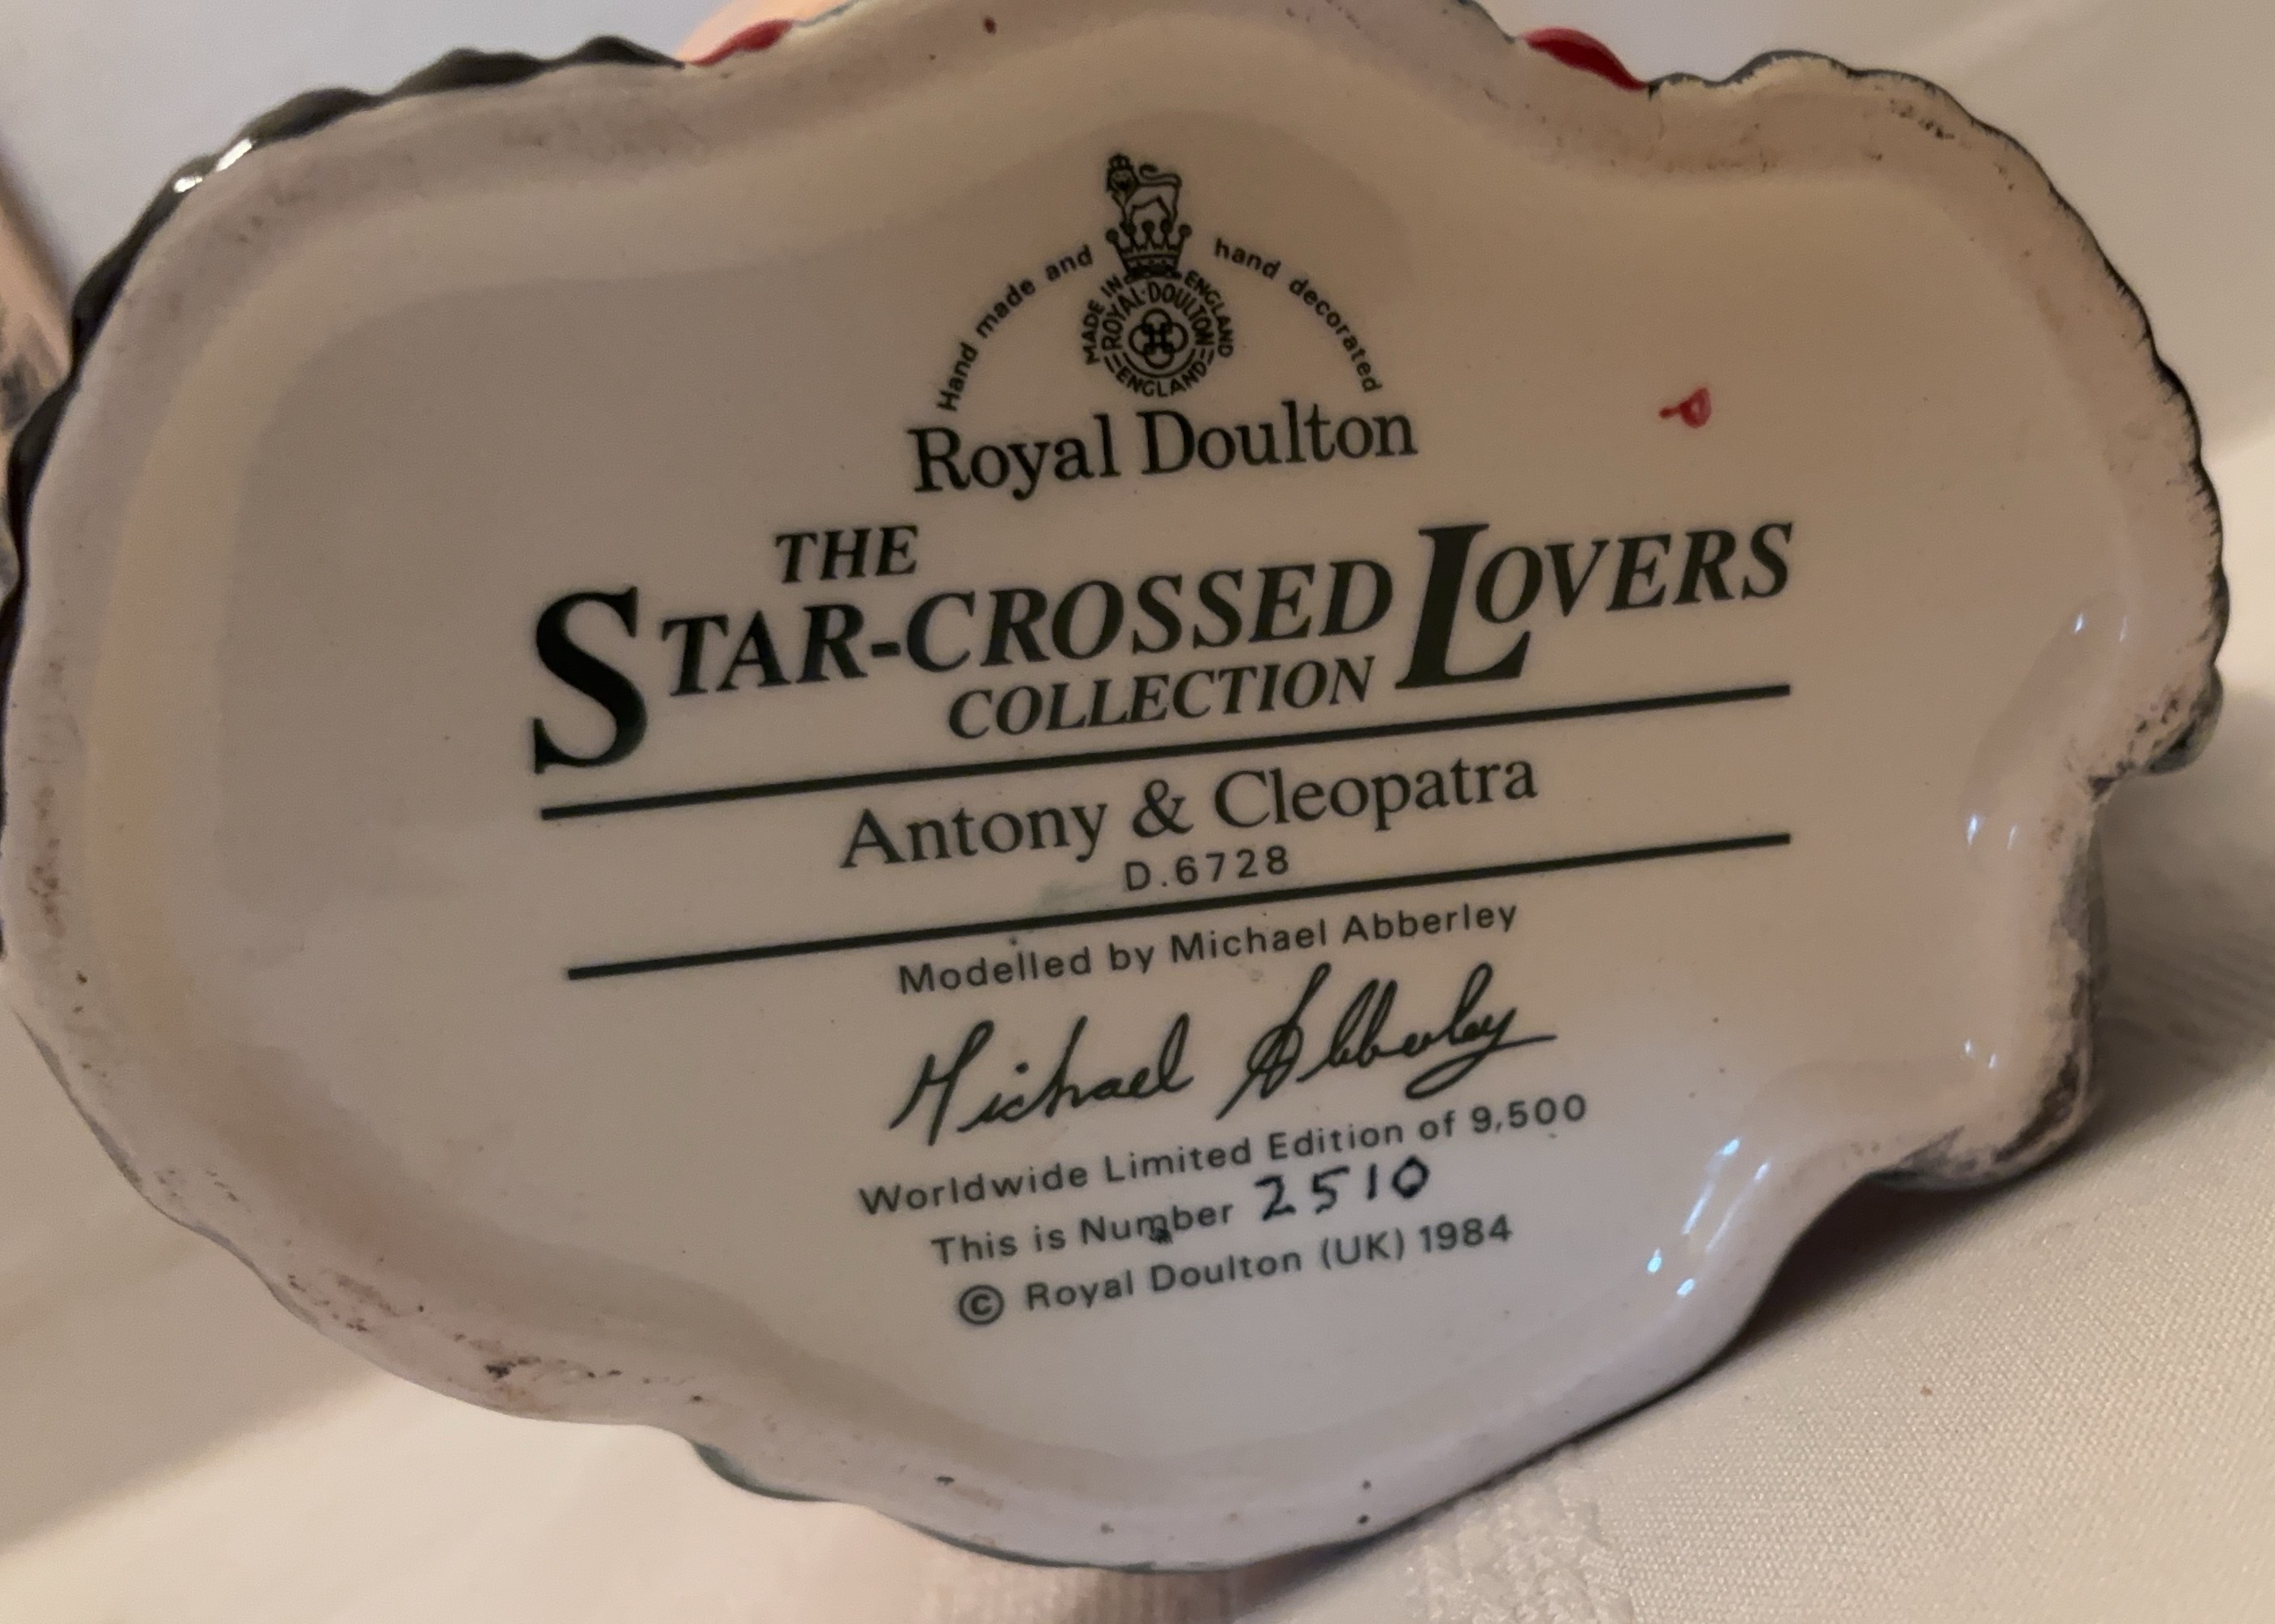 Hand made and hand decorated
MADE IN ENGLAND
ROYAL·DOULTON
ENGLAND
Royal Doulton
P
THE
STAR-CROSSED LOVERS
COLLECTION
Antony & Cleopatra
D.6728
Modelled by Michael Abberley
Michael Abberley
Worldwide Limited Edition of 9,500
This is Number 2510
© Royal Doulton (UK) 1984